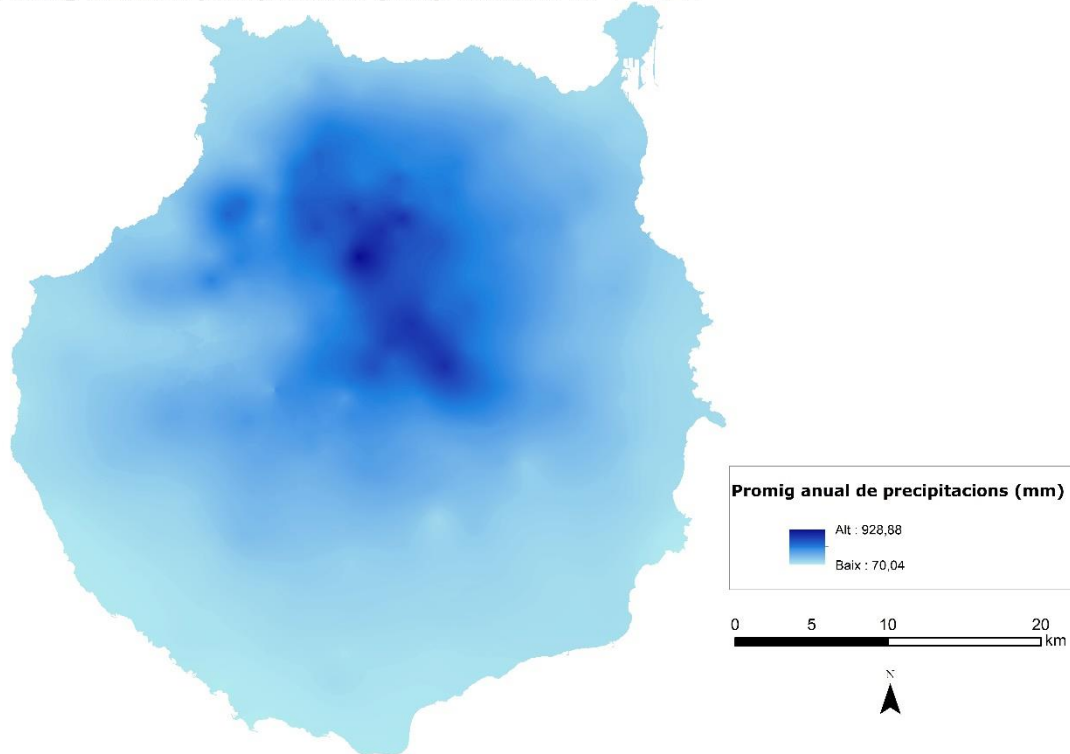 Promig anual de precipitacions (mm)
Alt : 928,88
Baix : 70,04
0 5 10 20
km
N